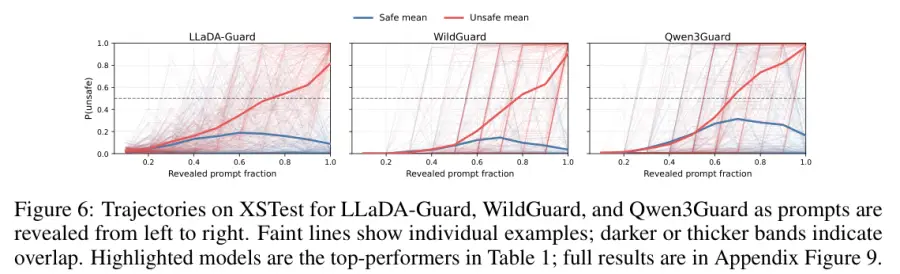 Safe mean Unsafe mean
LLaDA-Guard WildGuard Qwen3Guard
P(unsafe)
1.0
0.8
0.6
0.4
0.2
0.0
0.2 0.4 0.6 0.8 1.0 0.2 0.4 0.6 0.8 1.0 0.2 0.4 0.6 0.8 1.0
Revealed prompt fraction Revealed prompt fraction Revealed prompt fraction
Figure 6: Trajectories on XSTest for LLaDA-Guard, WildGuard, and Qwen3Guard as prompts are
revealed from left to right. Faint lines show individual examples; darker or thicker bands indicate
overlap. Highlighted models are the top-performers in Table 1; full results are in Appendix Figure 9.